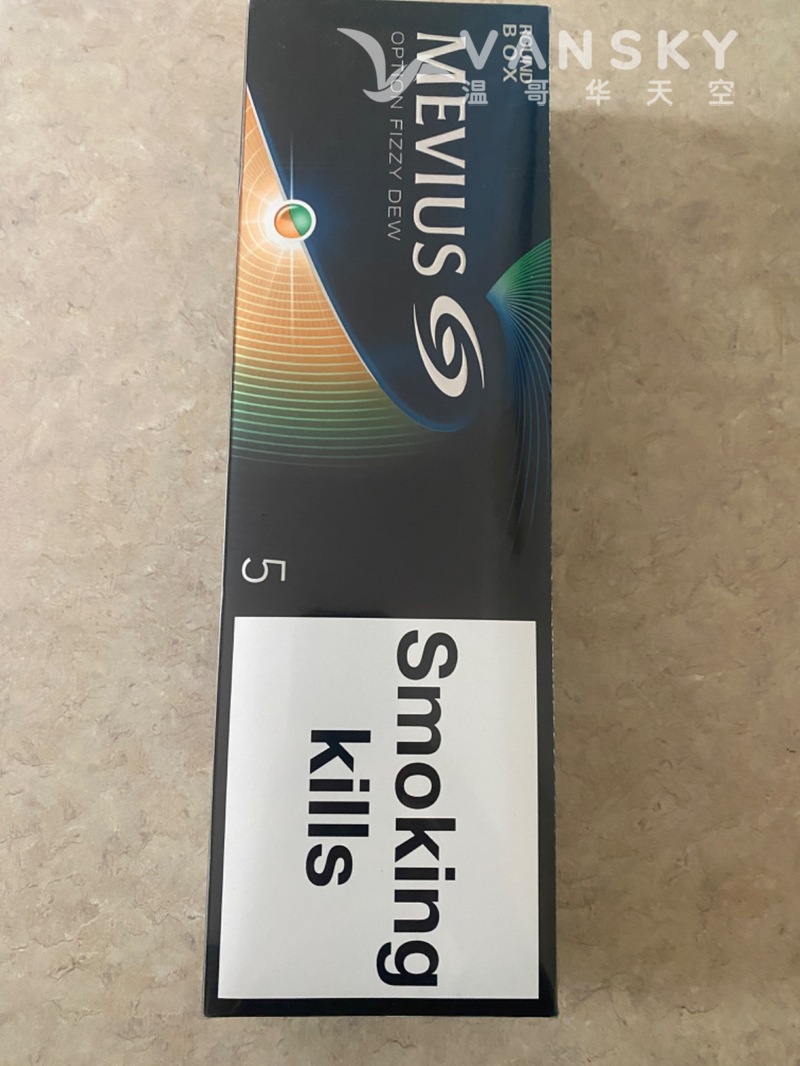 VANSKY
温哥华天空
ROUND
BOX
MEVIUS
OPTION FIZZY DEW
5
Smoking
kills